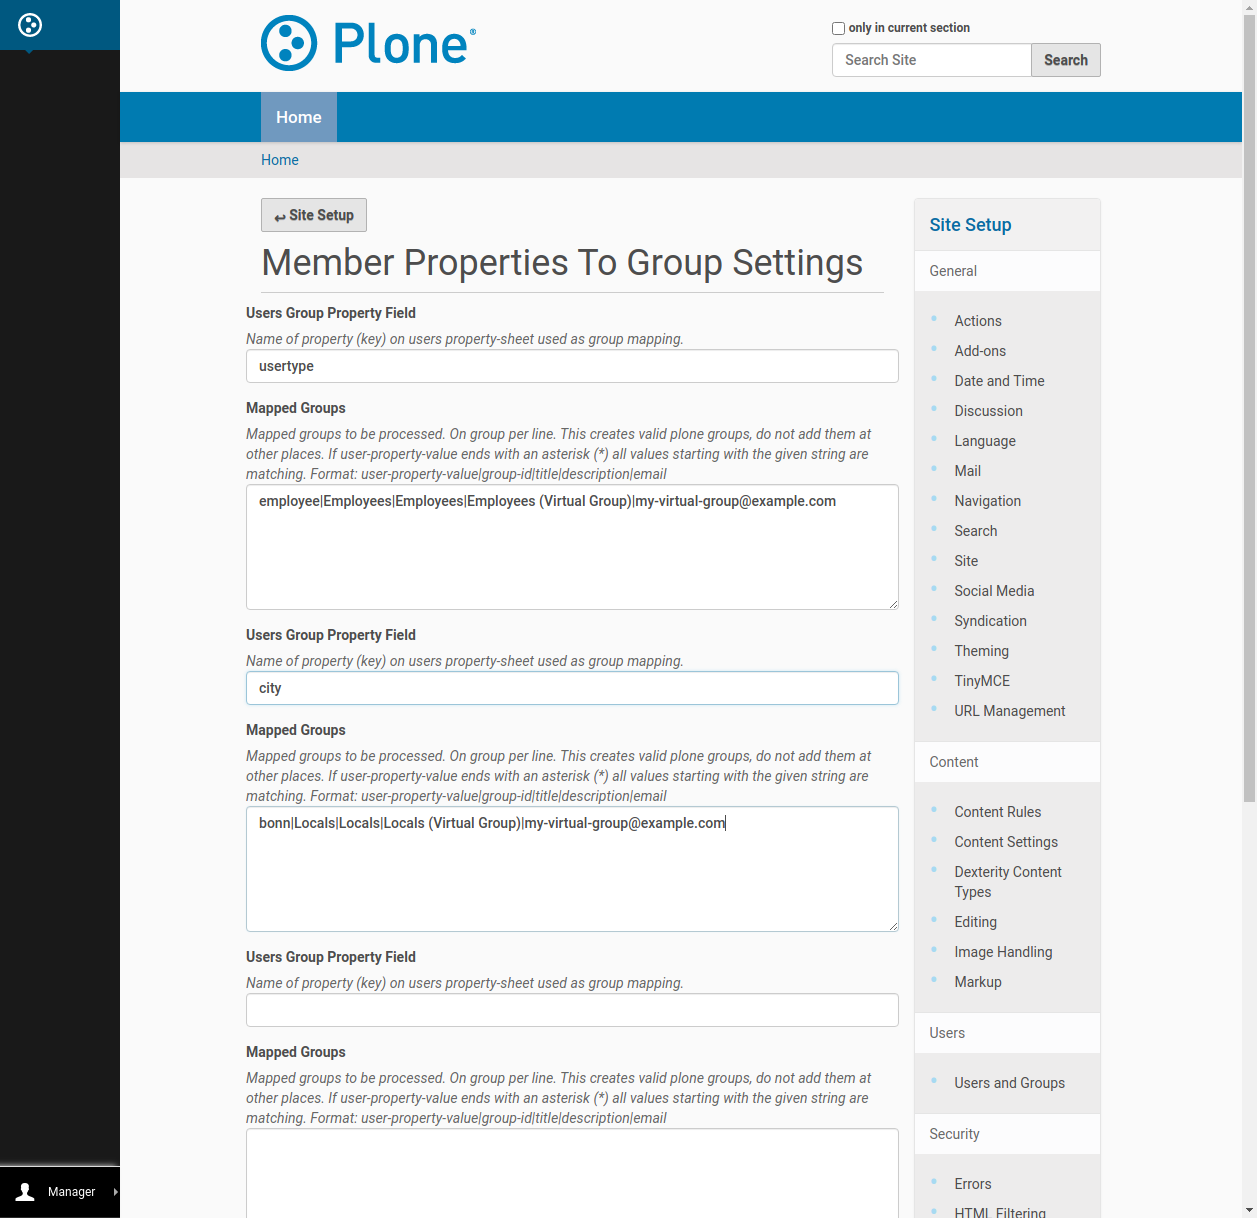 Plone®
only in current section
Search Site
Search
Home
Home
Site Setup
Member Properties To Group Settings
Users Group Property Field
Name of property (key) on users property-sheet used as group mapping.
usertype
Mapped Groups
Mapped groups to be processed. On group per line. This creates valid plone groups, do not add them at
other places. If user-property-value ends with an asterisk (*) all values starting with the given string are
matching. Format: user-property-value|group-id|title|description|email
employee|Employees|Employees|Employees (Virtual Group)|my-virtual-group@example.com
Users Group Property Field
Name of property (key) on users property-sheet used as group mapping.
city
Mapped Groups
Mapped groups to be processed. On group per line. This creates valid plone groups, do not add them at
other places. If user-property-value ends with an asterisk (*) all values starting with the given string are
matching. Format: user-property-value|group-id|title|description|email
bonn|Locals|Locals|Locals (Virtual Group)|my-virtual-group@example.com
Users Group Property Field
Name of property (key) on users property-sheet used as group mapping.
Mapped Groups
Mapped groups to be processed. On group per line. This creates valid plone groups, do not add them at
other places. If user-property-value ends with an asterisk (*) all values starting with the given string are
matching. Format: user-property-value|group-id|title|description|email
Site Setup
General
Actions
Add-ons
Date and Time
Discussion
Language
Mail
Navigation
Search
Site
Social Media
Syndication
Theming
TinyMCE
URL Management
Content
Content Rules
Content Settings
Dexterity Content
Types
Editing
Image Handling
Markup
Users
Users and Groups
Security
Errors
HTML Filtering
Manager